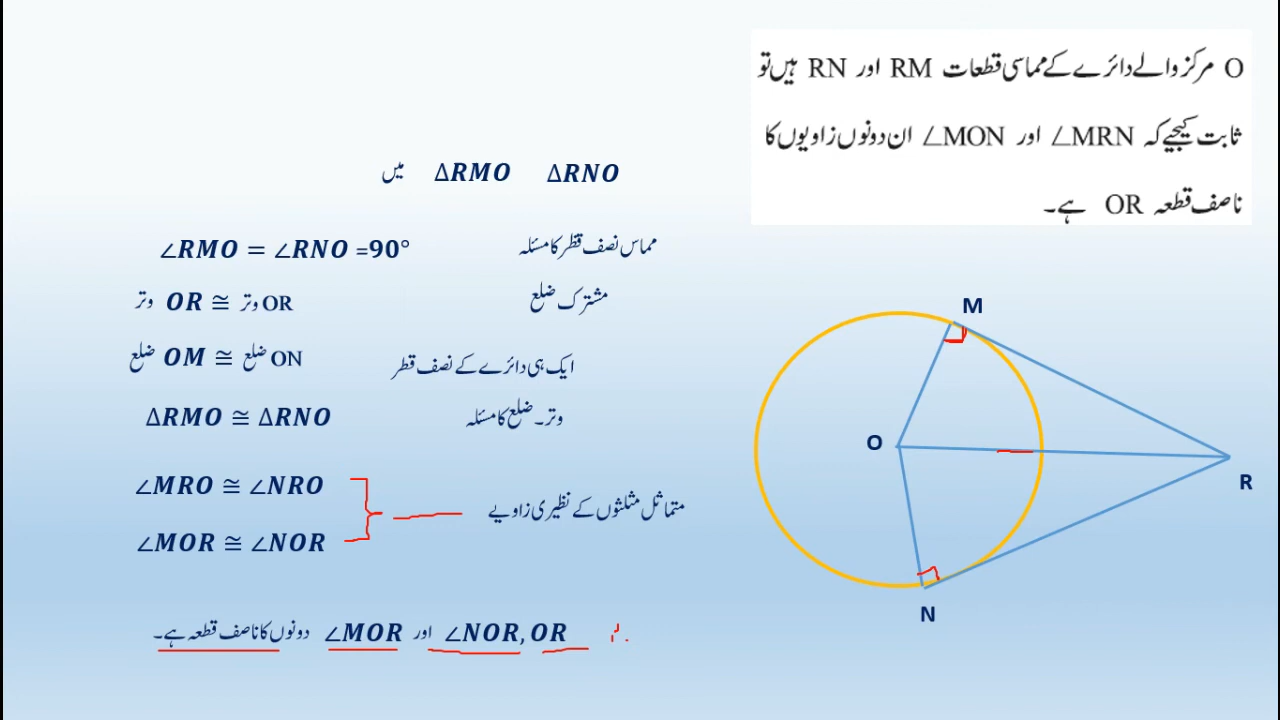 O مرکز والے دائرے کے مماسی قطعات RM اور RN ہیں تو
ثابت کیجیے کہ ∠MRN اور ∠MON ان دونوں زاویوں کا
ناصف قطعہ OR ہے۔
ΔRNO ΔRMO میں
∠RMO = ∠RNO =90° مماس نصف قطر کا مسئلہ
وتر OR ≅ وتر OR مشترک ضلع
ضلع OM ≅ ضلع ON ایک ہی دائرے کے نصف قطر
ΔRMO ≅ ΔRNO وتر۔ ضلع کا مسئلہ
∠MRO ≅ ∠NRO
متماثل مثلثوں کے نظیری زاویے
∠MOR ≅ ∠NOR
∠NOR, OR اور ∠MOR دونوں کا ناصف قطعہ ہے۔
M
O
R
N